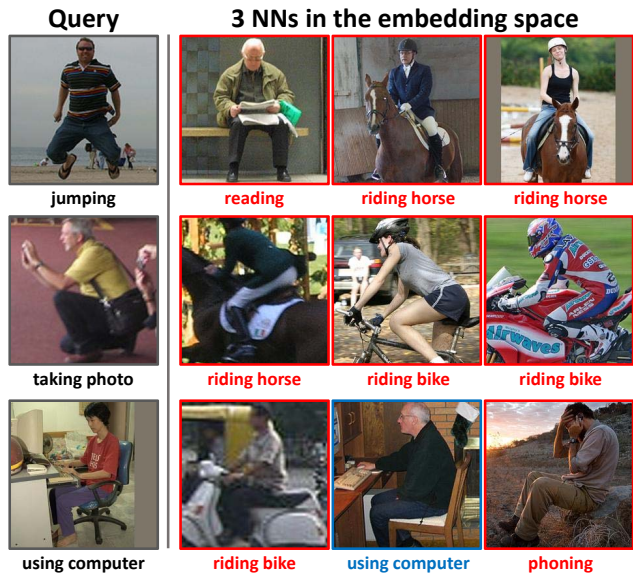 Query
3 NNs in the embedding space
jumping
reading
riding horse
riding horse
taking photo
riding horse
riding bike
riding bike
airwaves
using computer
riding bike
using computer
phoning